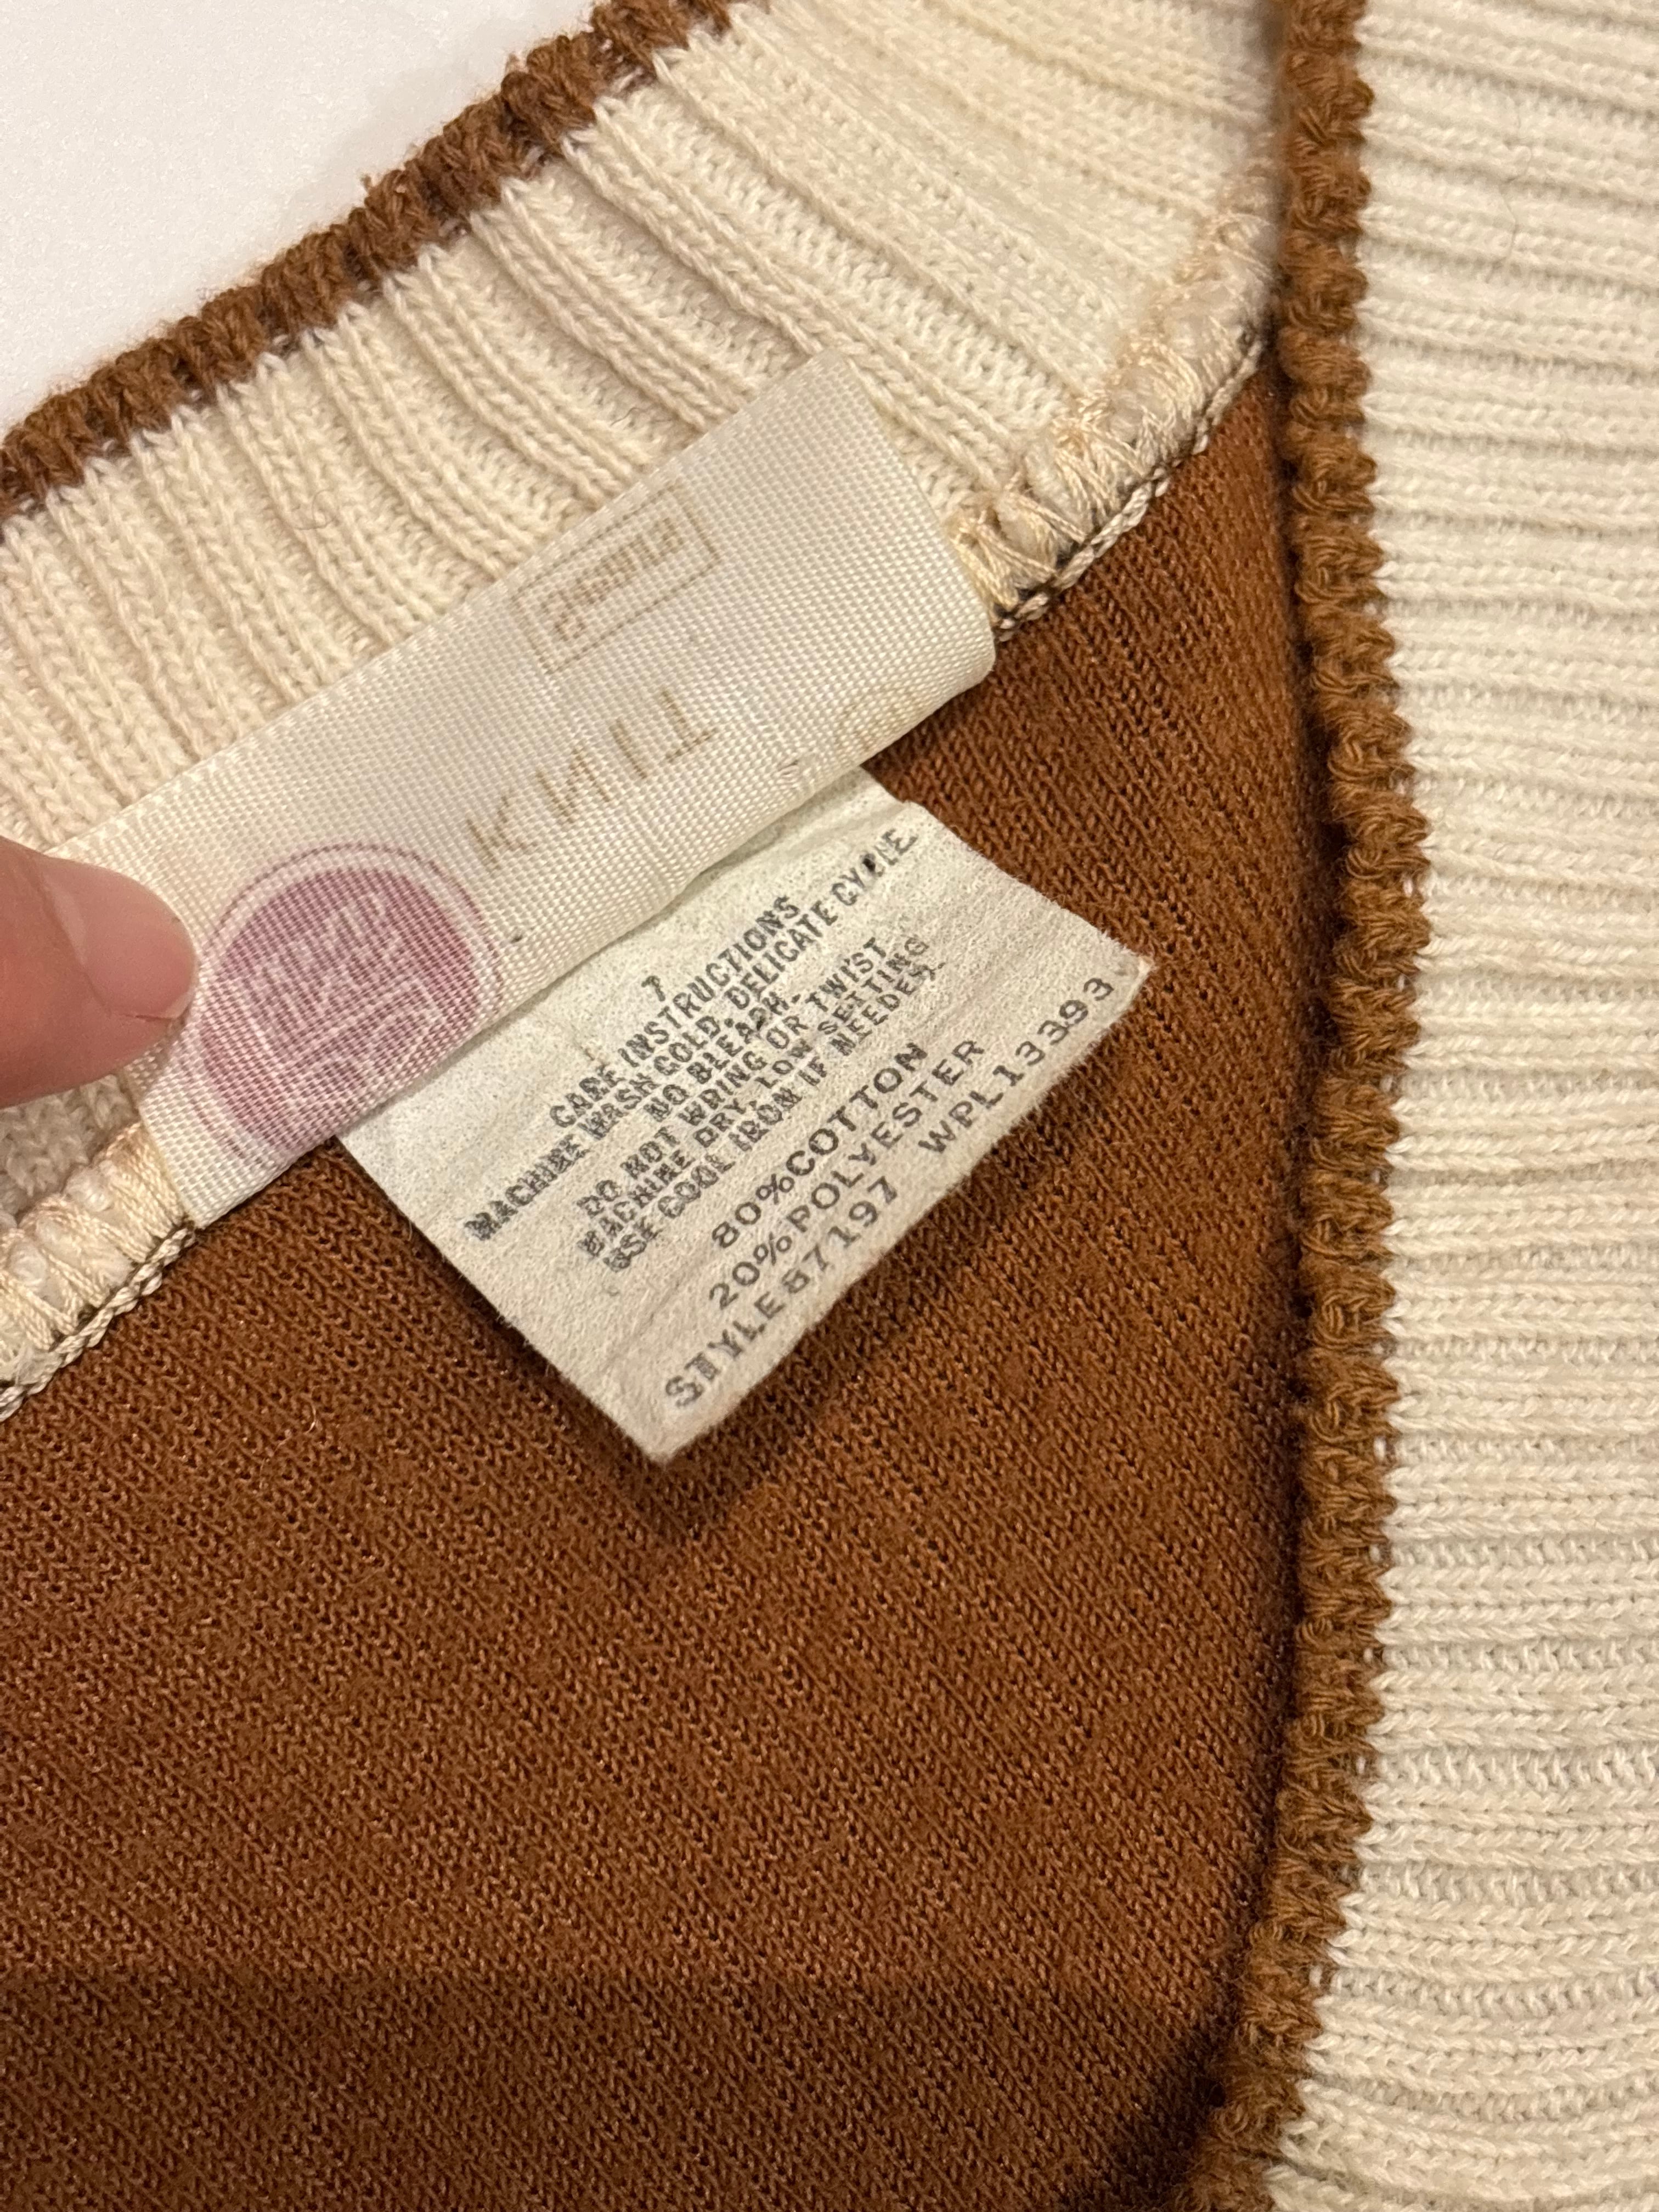 KNIT
7
CARE INSTRUCTIONS
MACHINE WASH COLD, DELICATE CYCLE.
NO BLEACH.
DO NOT WRING OR TWIST
MACHINE DRY, LOW SETTING
USE COOL IRON IF NEEDED.
80%COTTON
20%POLYESTER
STYLE87197 WPL13393